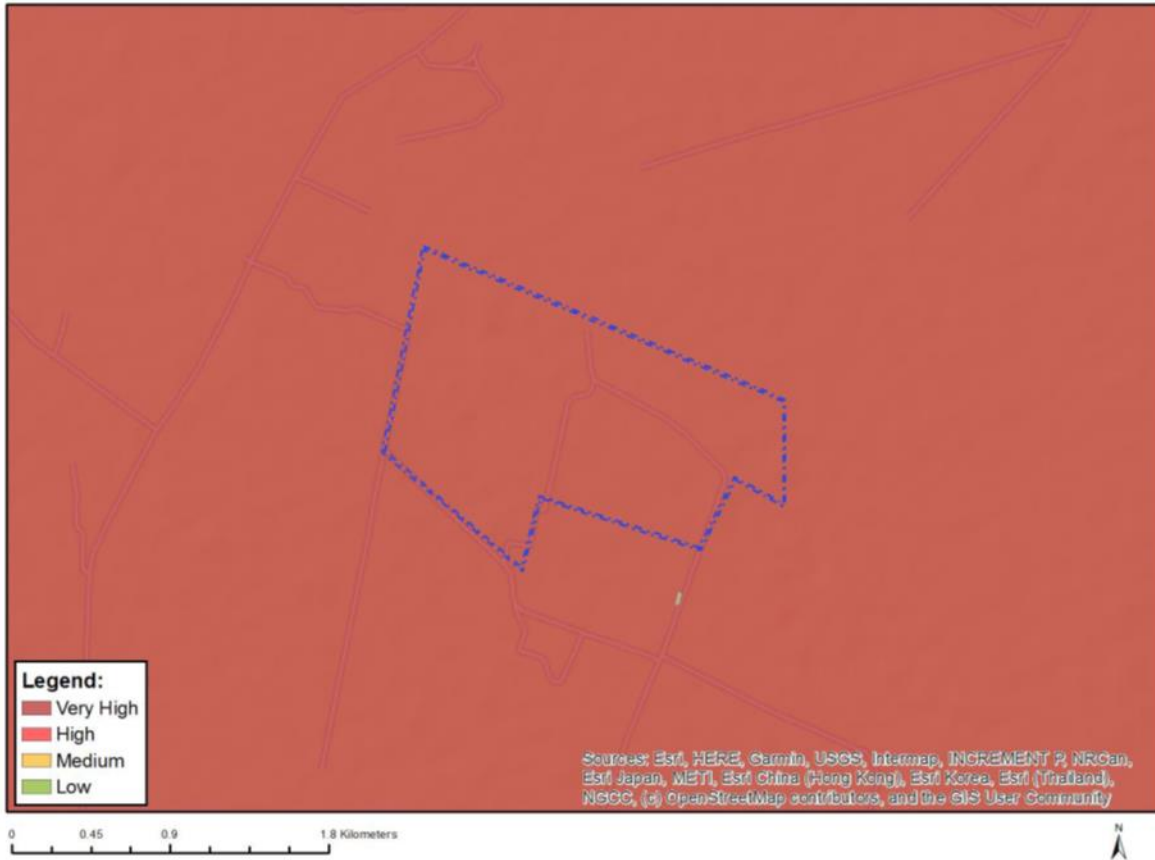 Legend:
Very High
High
Medium
Low
Sources: Esri, HERE, Garmin, USGS, Intermap, INCREMENT P, NRCan,
Esri Japan, METI, Esri China (Hong Kong), Esri Korea, Esri (Thailand),
NGCC, (c) OpenStreetMap contributors, and the GIS User Community
0 0.45 0.9 1.8 Kilometers
N